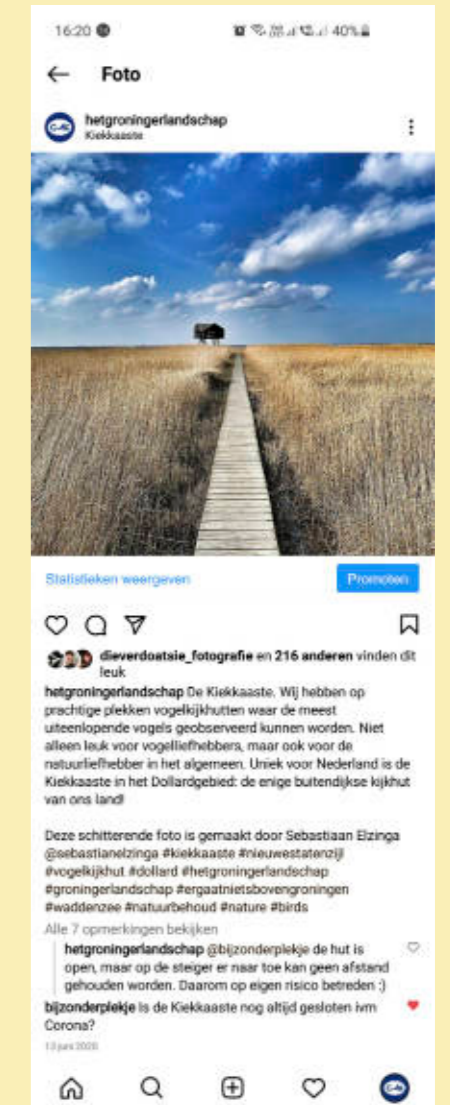 16:20
40%
Foto
hetgroningerlandschap
Kiekkaaste
Statistieken weergeven
Promoten
dieverdoatsie_fotografie en 216 anderen vinden dit
leuk
hetgroningerlandschap De Kiekkaaste. Wij hebben op
prachtige plekken vogelkijkhutten waar de meest
uiteenlopende vogels geobserveerd kunnen worden. Niet
alleen leuk voor vogelliefhebbers, maar ook voor de
natuurliefhebber in het algemeen. Uniek voor Nederland is de
Kiekkaaste in het Dollardgebied: de enige buitendijkse kijkhut
van ons land!
Deze schitterende foto is gemaakt door Sebastiaan Elzinga
@sebastianelzinga #kiekkaaste #nieuwestatenzijl
#vogelkijkhut #dollard #hetgroningerlandschap
#groningerlandschap #ergaatnietsbovengroningen
#waddenzee #natuurbehoud #nature #birds
Alle 7 opmerkingen bekijken
hetgroningerlandschap @bijzonderplekje de hut is
open, maar op de steiger er naar toe kan geen afstand
gehouden worden. Daarom op eigen risico betreden :)
bijzonderplekje Is de Kiekkaaste nog altijd gesloten ivm
Corona?
13 juni 2020